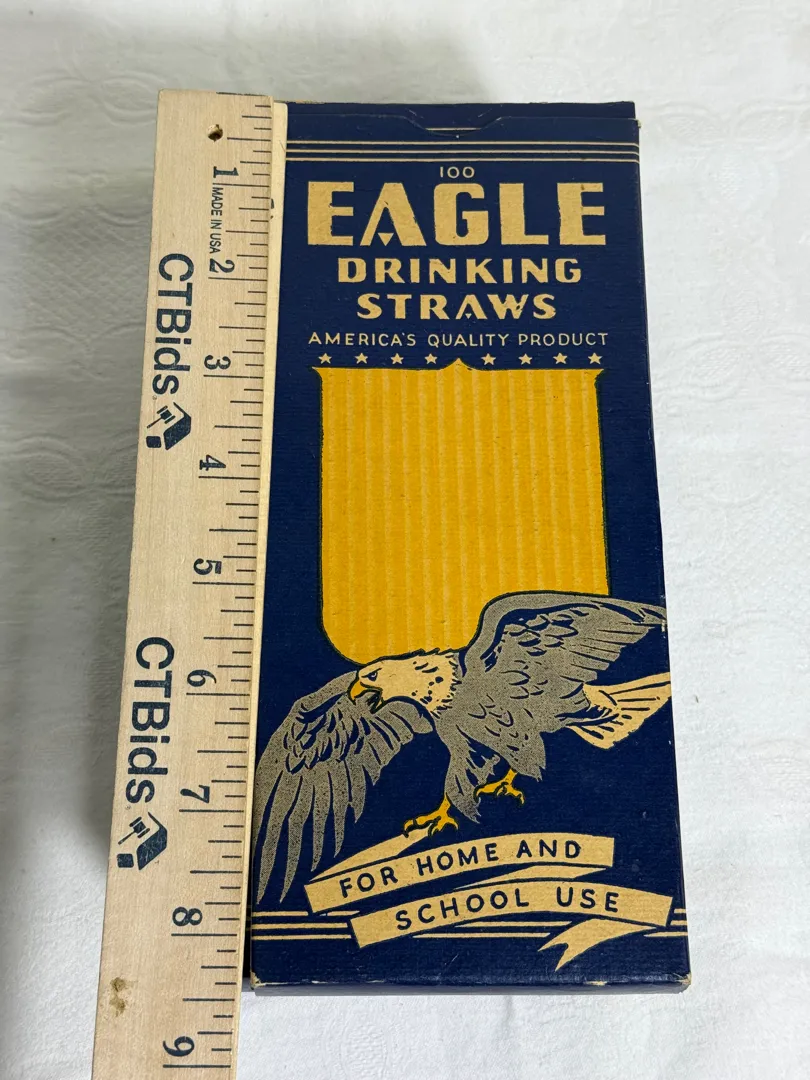 100
EAGLE
DRINKING
STRAWS
AMERICA'S QUALITY PRODUCT
FOR HOME AND
SCHOOL USE
1
MADE IN USA
2
CTBids
3
4
5
6
CTBids
7
8
9